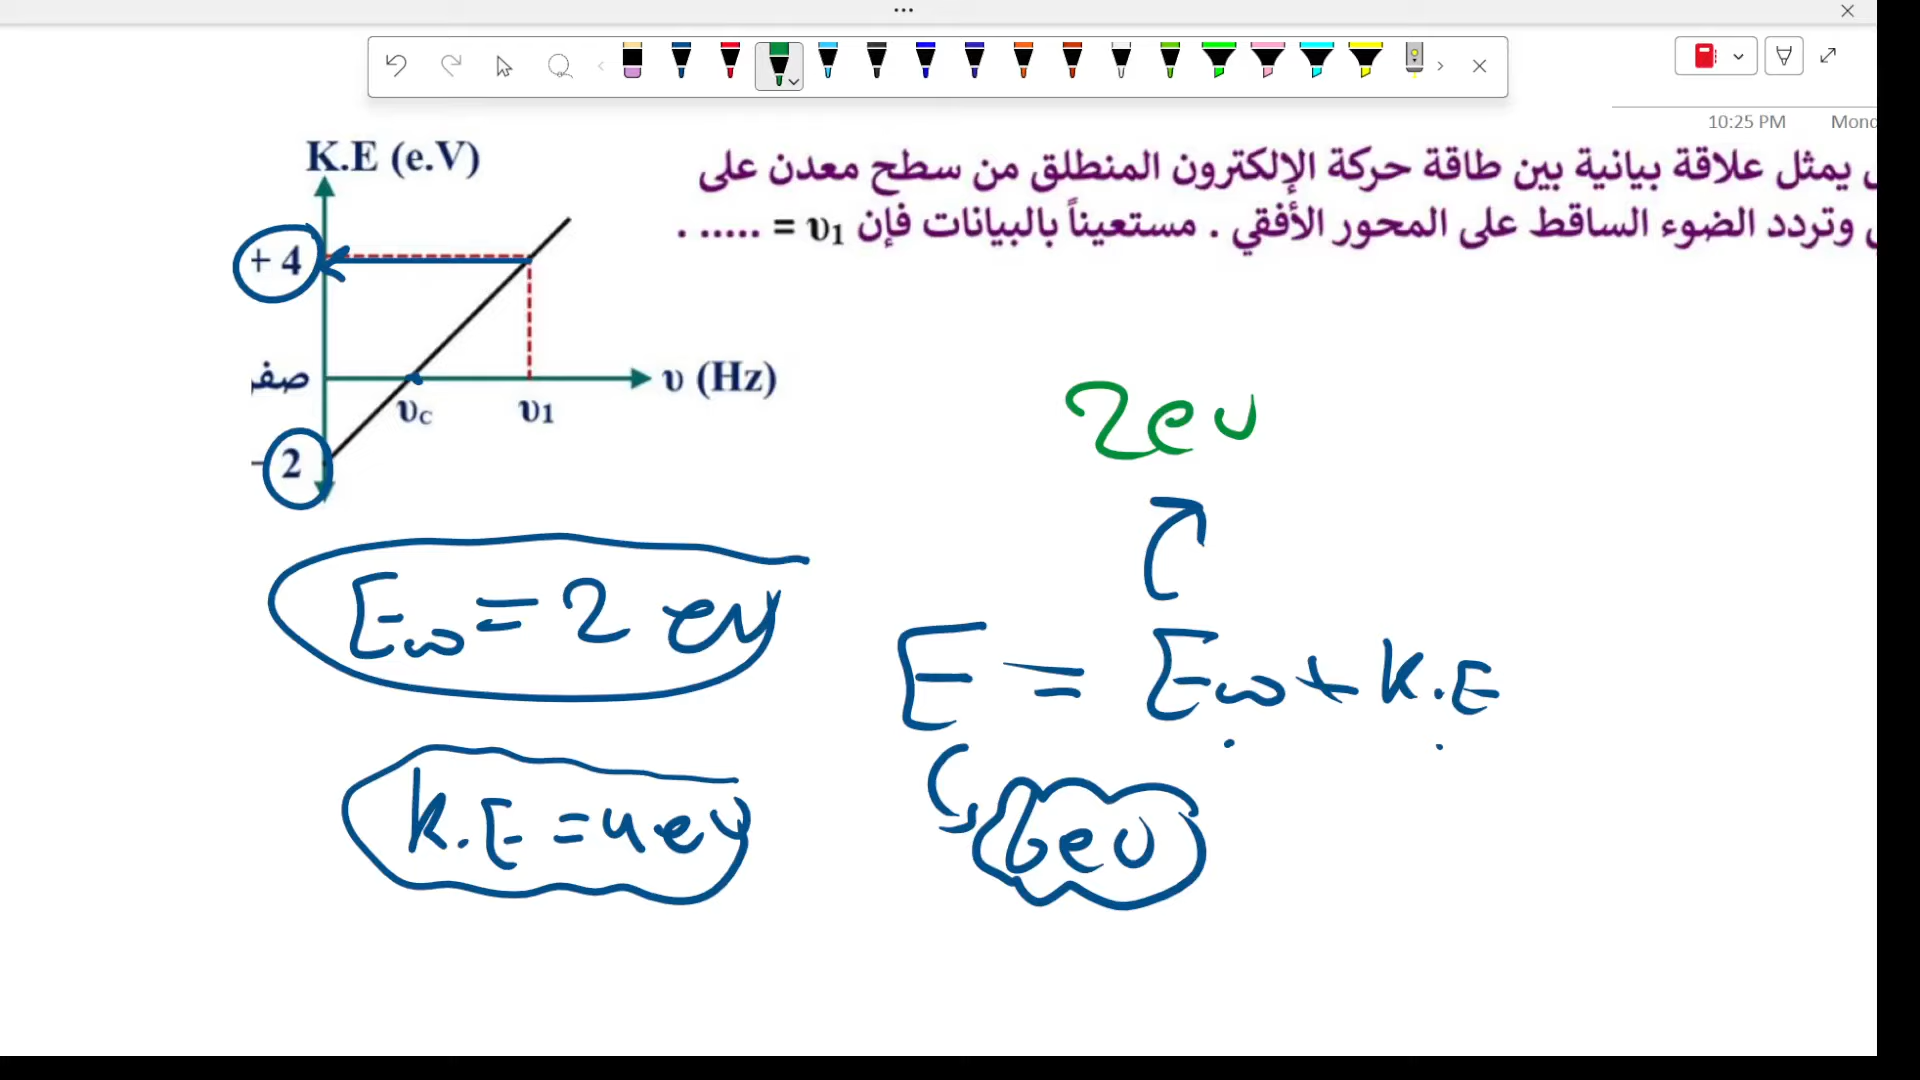 10:25 PM
يمثل علاقة بيانية بين طاقة حركة الإلكترون المنطلق من سطح معدن على
وتردد الضوء الساقط على المحور الأفقي . مستعيناً بالبيانات فإن υ1 = ..... .
K.E (e.V)
+ 4
صفر
υ (Hz)
υc
υ1
- 2
2ev
Ew = 2 ev
E = Ew + K.E
K.E = 4ev
6ev